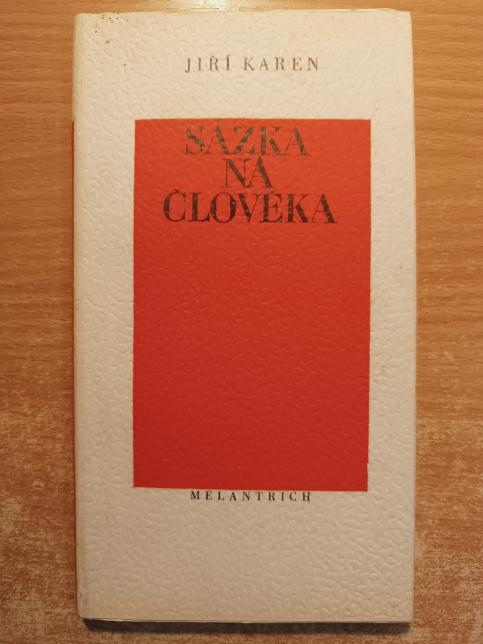 JIŘÍ KAREN
SÁZKA
NA
ČLOVĚKA
MELANTRICH